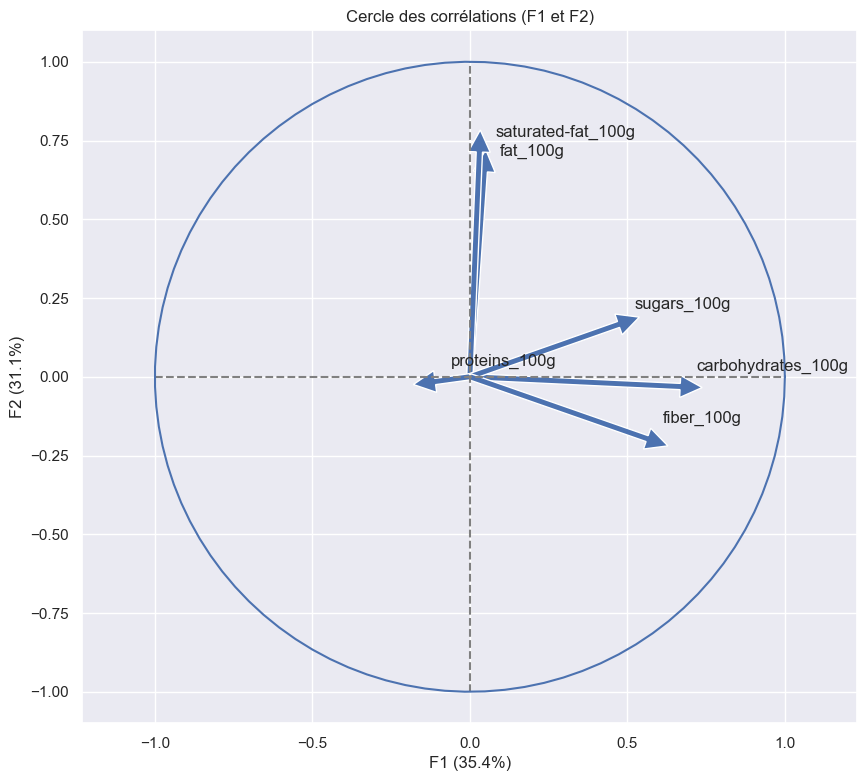 Cercle des corrélations (F1 et F2)
1.00
saturated-fat_100g
0.75
fat_100g
0.50
0.25
sugars_100g
proteins_100g
carbohydrates_100g
0.00
fiber_100g
−0.25
−0.50
−0.75
−1.00
F2 (31.1%)
−1.0
−0.5
0.0
0.5
1.0
F1 (35.4%)